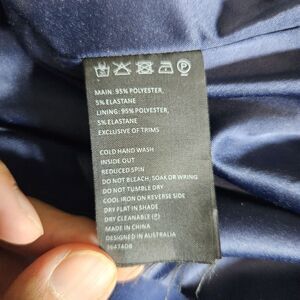 MAIN: 95% POLYESTER,
5% ELASTANE
LINING: 95% POLYESTER,
5% ELASTANE
EXCLUSIVE OF TRIMS
COLD HAND WASH
INSIDE OUT
REDUCED SPIN
DO NOT BLEACH, SOAK OR WRING
DO NOT TUMBLE DRY
COOL IRON ON REVERSE SIDE
DRY FLAT IN SHADE
DRY CLEANABLE (P)
MADE IN CHINA
DESIGNED IN AUSTRALIA